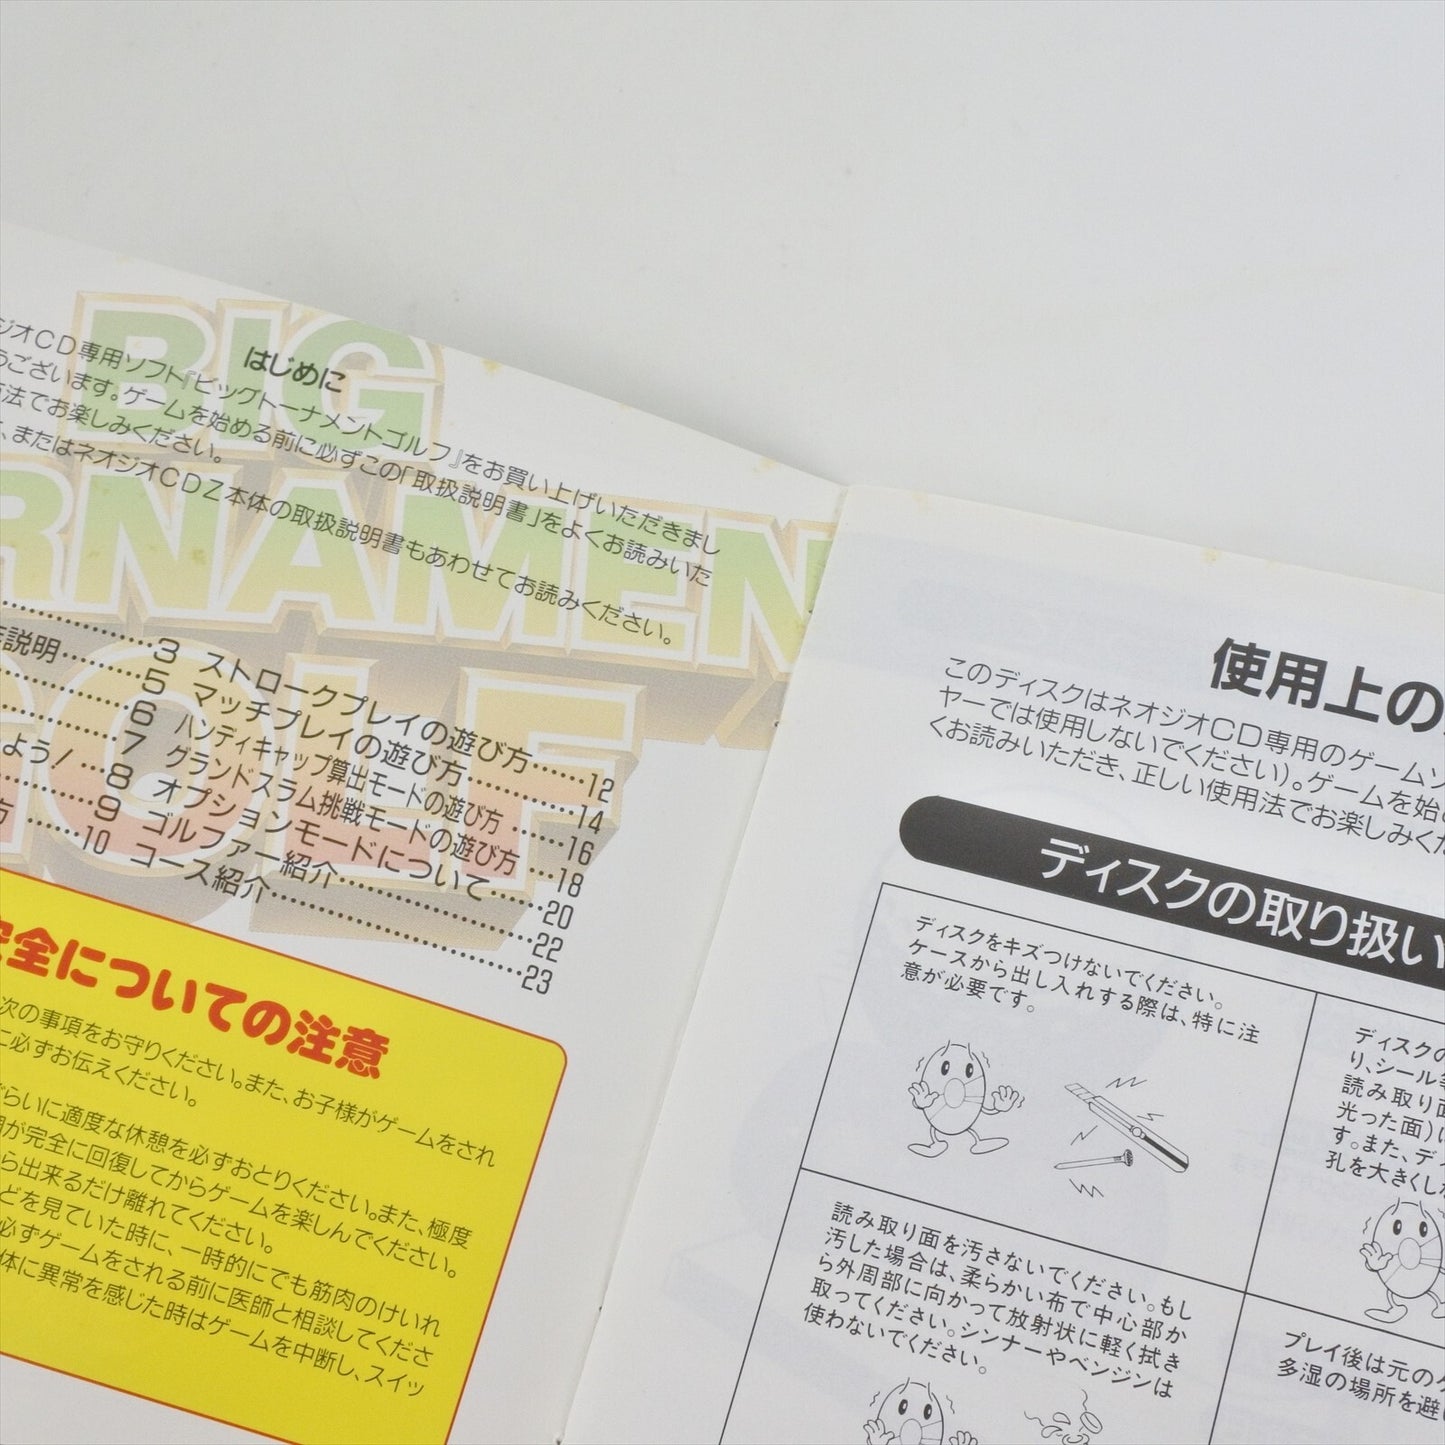 BIG
RNAMEN
GOLF
はじめに
ジオCD専用ソフト『ビッグトーナメントゴルフ』をお買い上げいただきまし
うございます。ゲームを始める前に必ずこの「取扱説明書」をよくお読みいた
法でお楽しみください。
、またはネオジオCDZ本体の取扱説明書もあわせてお読みください。
3
説明……5
6
7
よう!…8
9
方……10
ストロークプレイの遊び方……12
マッチプレイの遊び方……14
ハンディキャップ算出モードの遊び方……16
グランドスラム挑戦モードの遊び方……18
オプションモードについて……20
ゴルファー紹介……22
コース紹介……23
安全についての注意
次の事項をお守りください。また、お子様がゲームをされ
に必ずお伝えください。
ぐらいに適度な休憩を必ずおとりください。また、極度
が完全に回復してからゲームを楽しんでください。
ら出来るだけ離れてください。
どを見ていた時に、一時的にでも筋肉のけいれ
必ずゲームをされる前に医師と相談してくださ
体に異常を感じた時はゲームを中断し、スイッ
使用上の
このディスクはネオジオCD専用のゲームソ
ヤーでは使用しないでください)。ゲームを始め
くお読みいただき、正しい使用法でお楽しみくだ
ディスクの取り扱い
ディスクをキズつけないでください。
ケースから出し入れする際は、特に注
意が必要です。
ディスクの
り、シール等
読み取り面
光った面)に
す。また、ディ
孔を大きくしな
読み取り面を汚さないでください。もし
汚した場合は、柔らかい布で中心部か
ら外周部に向かって放射状に軽く拭き
取ってください。シンナーやベンジンは
使わないでください。
プレイ後は元のケ
多湿の場所を避け